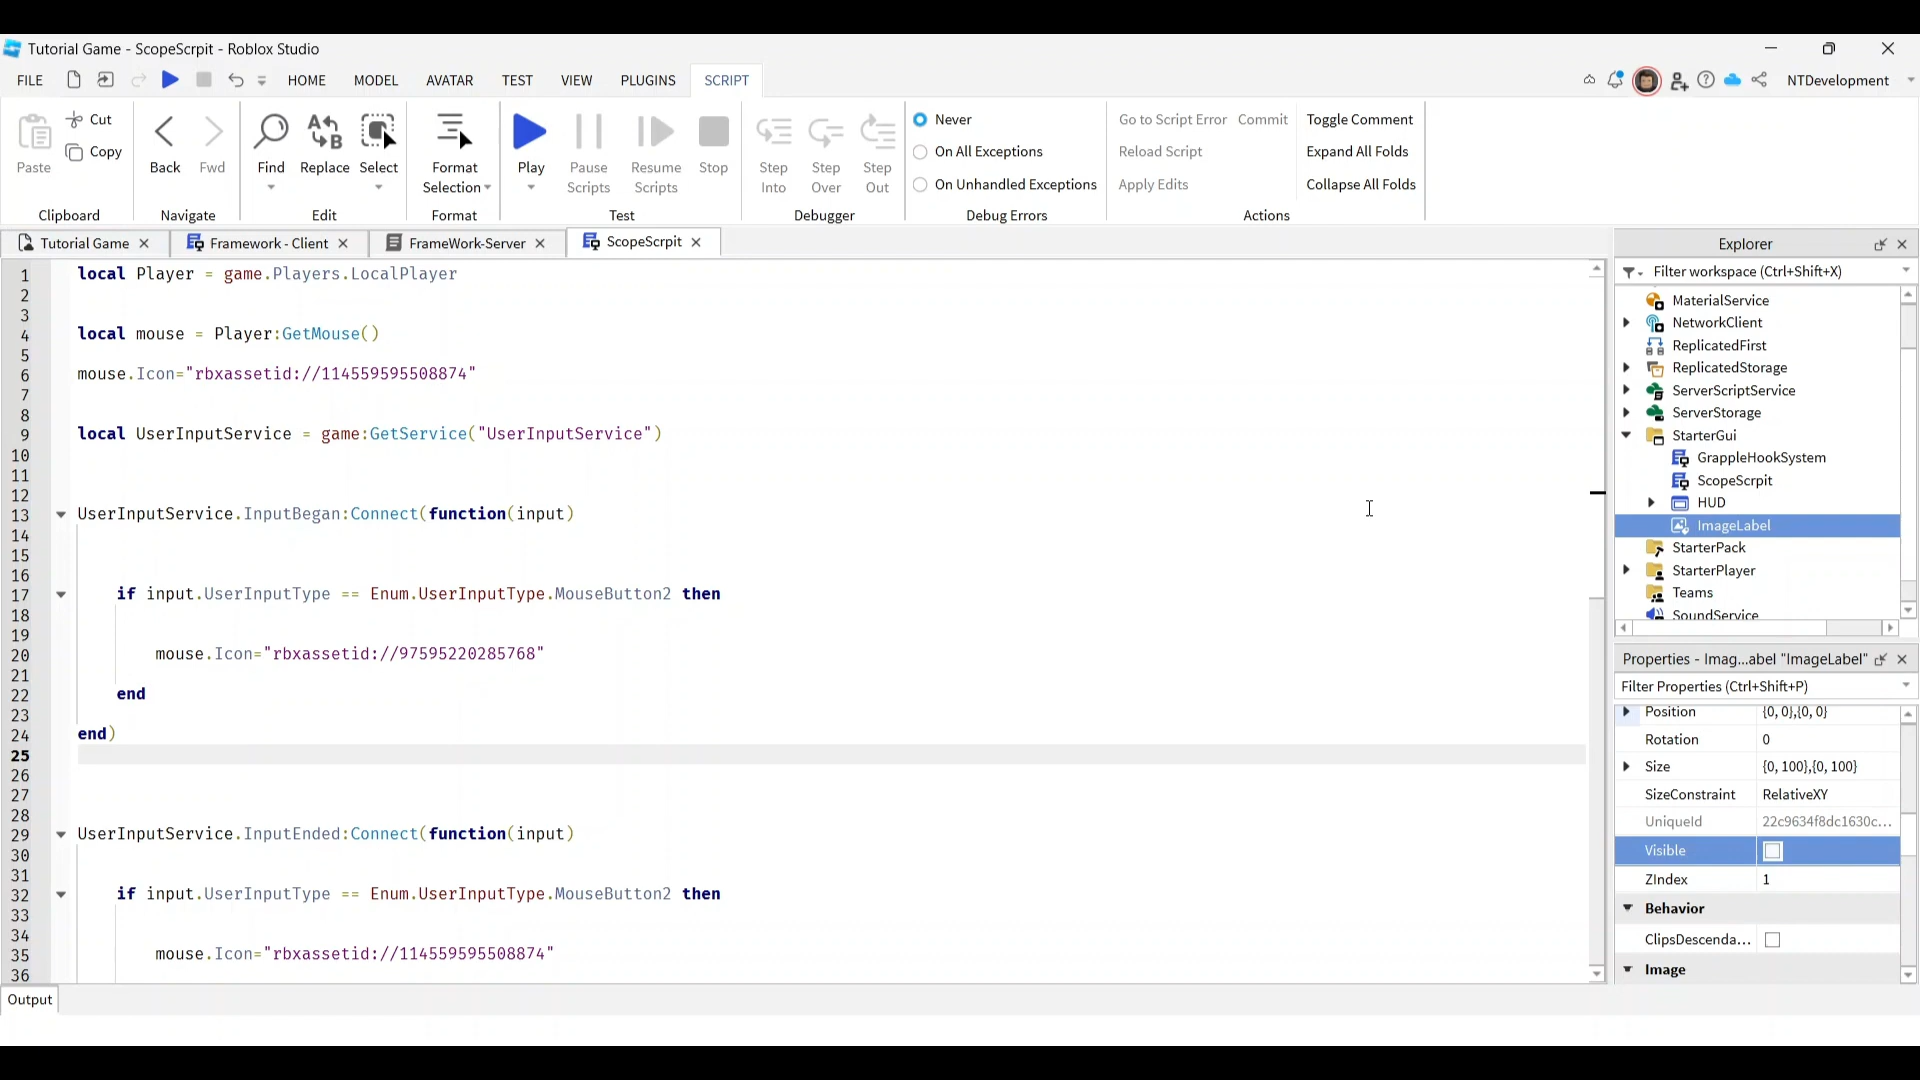 Tutorial Game - ScopeScrpit - Roblox Studio
FILE HOME MODEL AVATAR TEST VIEW PLUGINS SCRIPT NTDevelopment
Paste Cut Copy Clipboard
Back Fwd Navigate
Find Replace Select Edit
Format Selection Format
Play Pause Scripts Resume Scripts Stop Test
Step Into Step Over Step Out Debugger
Never
On All Exceptions
On Unhandled Exceptions
Debug Errors
Go to Script Error Commit
Reload Script
Apply Edits
Toggle Comment
Expand All Folds
Collapse All Folds
Actions
Tutorial Game Framework - Client FrameWork-Server ScopeScrpit
1 local Player = game.Players.LocalPlayer
2
3
4 local mouse = Player:GetMouse()
5
6 mouse.Icon="rbxassetid://114559595508874"
7
8
9 local UserInputService = game:GetService("UserInputService")
10
11
12
13 UserInputService.InputBegan:Connect(function(input)
14
15
16
17 if input.UserInputType == Enum.UserInputType.MouseButton2 then
18
19
20 mouse.Icon="rbxassetid://97595220285768"
21
22 end
23
24 end)
25
26
27
28
29 UserInputService.InputEnded:Connect(function(input)
30
31
32 if input.UserInputType == Enum.UserInputType.MouseButton2 then
33
34
35 mouse.Icon="rbxassetid://114559595508874"
36
Output
Explorer
Filter workspace (Ctrl+Shift+X)
MaterialService
NetworkClient
ReplicatedFirst
ReplicatedStorage
ServerScriptService
ServerStorage
StarterGui
GrappleHookSystem
ScopeScrpit
HUD
ImageLabel
StarterPack
StarterPlayer
Teams
SoundService
Properties - Imag...abel "ImageLabel"
Filter Properties (Ctrl+Shift+P)
Position {0, 0},{0, 0}
Rotation 0
Size {0, 100},{0, 100}
SizeConstraint RelativeXY
UniqueId 22c9634f8dc1630c...
Visible
ZIndex 1
Behavior
ClipsDescenda...
Image